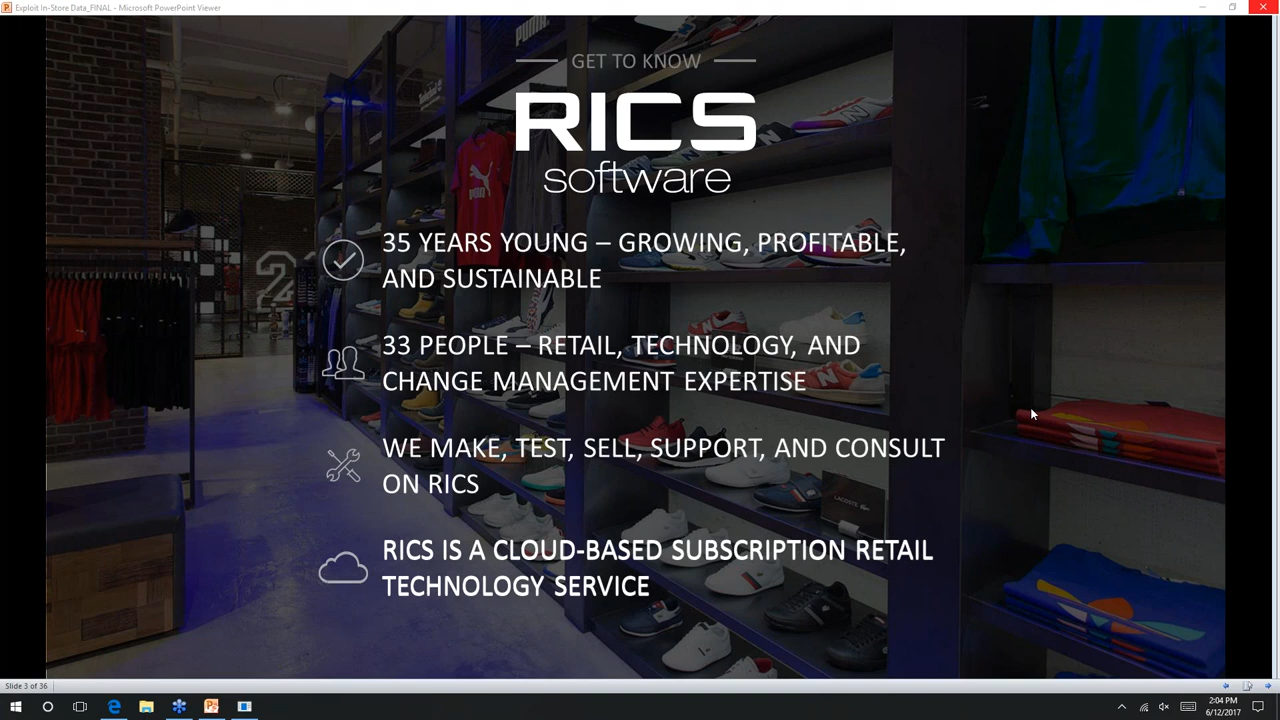 Exploit In-Store Data_FINAL - Microsoft PowerPoint Viewer
GET TO KNOW
RICS
software
35 YEARS YOUNG – GROWING, PROFITABLE,
AND SUSTAINABLE
33 PEOPLE – RETAIL, TECHNOLOGY, AND
CHANGE MANAGEMENT EXPERTISE
WE MAKE, TEST, SELL, SUPPORT, AND CONSULT
ON RICS
RICS IS A CLOUD-BASED SUBSCRIPTION RETAIL
TECHNOLOGY SERVICE
PUMA
LACOSTE
Slide 3 of 36
2:04 PM
6/12/2017